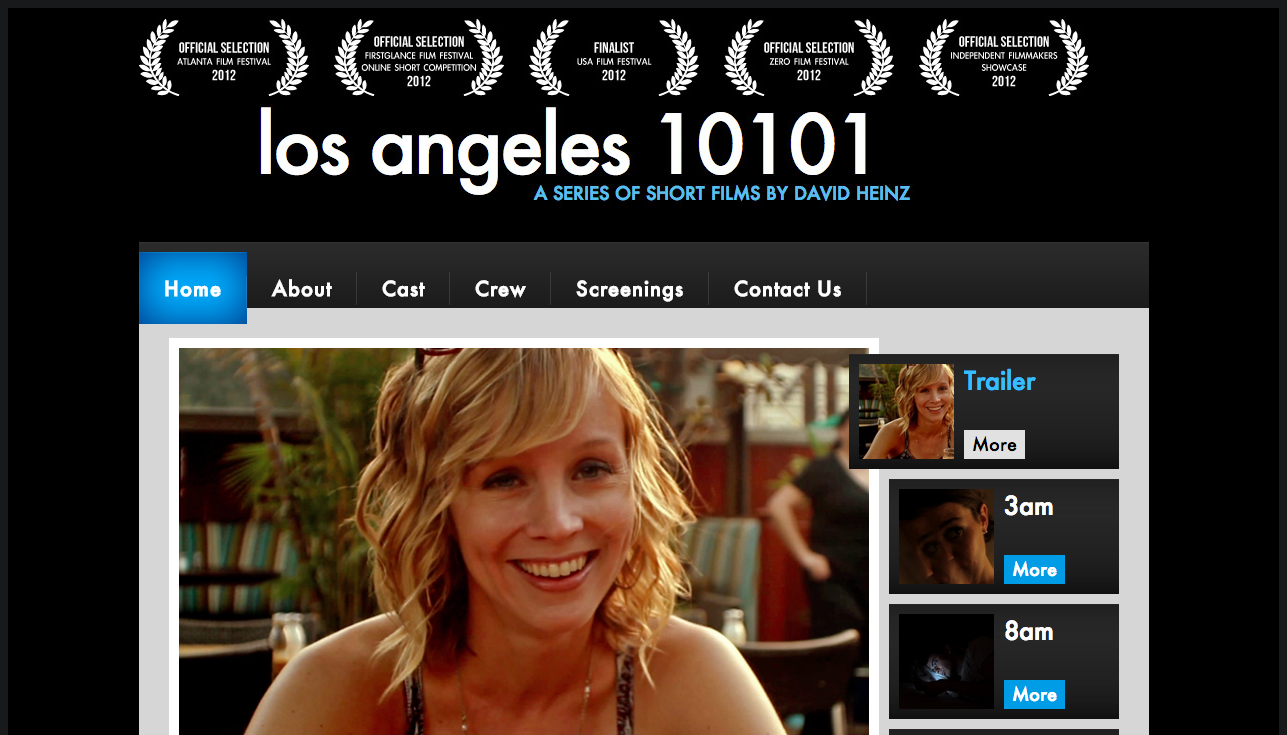 OFFICIAL SELECTION
ATLANTA FILM FESTIVAL
2012
OFFICIAL SELECTION
FIRSTGLANCE FILM FESTIVAL
ONLINE SHORT COMPETITION
2012
FINALIST
USA FILM FESTIVAL
2012
OFFICIAL SELECTION
ZERO FILM FESTIVAL
2012
OFFICIAL SELECTION
INDEPENDENT FILMMAKERS
SHOWCASE
2012
los angeles 10101
A SERIES OF SHORT FILMS BY DAVID HEINZ
Home About Cast Crew Screenings Contact Us
Trailer
More
3am
More
8am
More